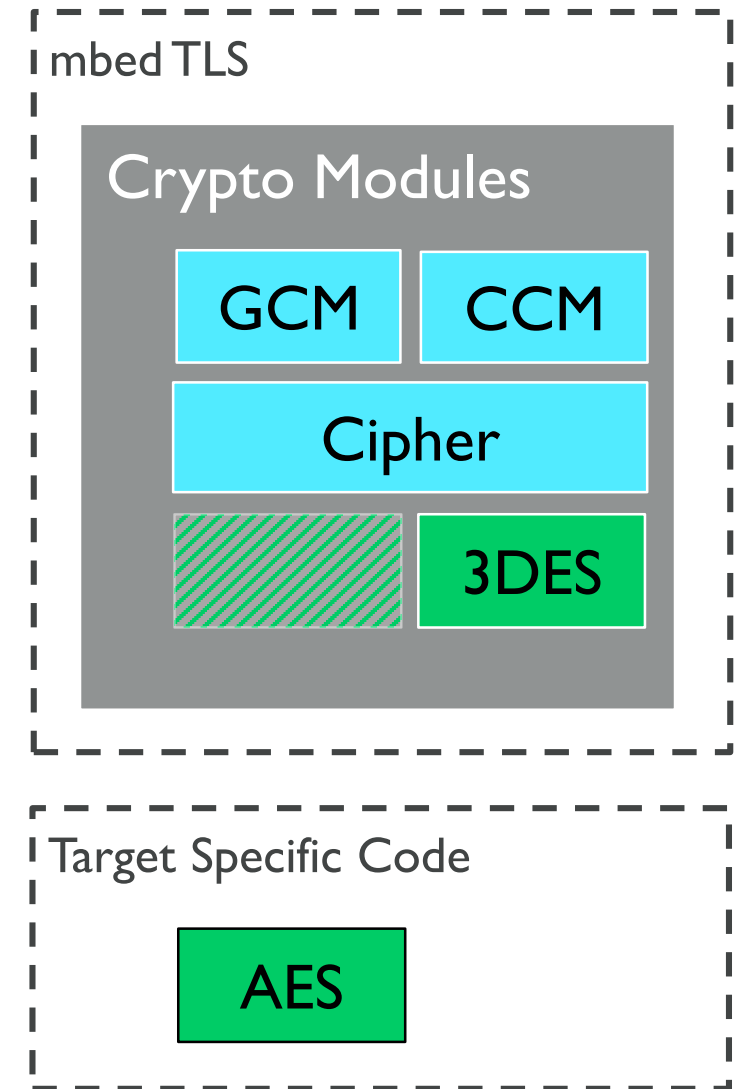 mbed TLS
Crypto Modules
GCM CCM
Cipher
3DES
Target Specific Code
AES